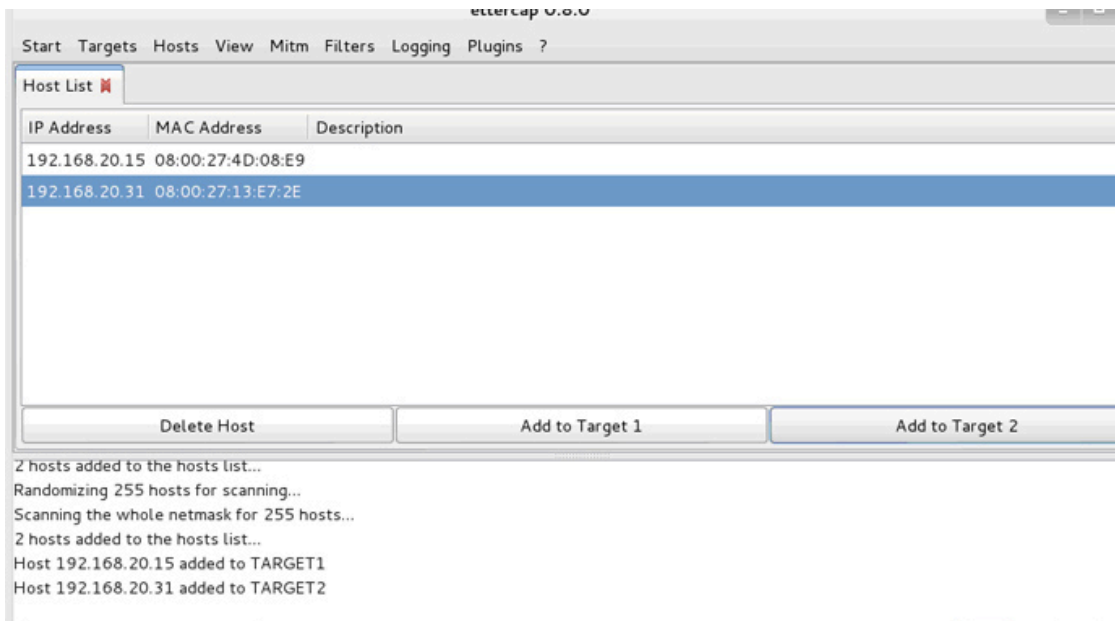 ettercap 0.8.0
Start Targets Hosts View Mitm Filters Logging Plugins ?
Host List
IP Address MAC Address Description
192.168.20.15 08:00:27:4D:08:E9
192.168.20.31 08:00:27:13:E7:2E
Delete Host Add to Target 1 Add to Target 2
2 hosts added to the hosts list...
Randomizing 255 hosts for scanning...
Scanning the whole netmask for 255 hosts...
2 hosts added to the hosts list...
Host 192.168.20.15 added to TARGET1
Host 192.168.20.31 added to TARGET2